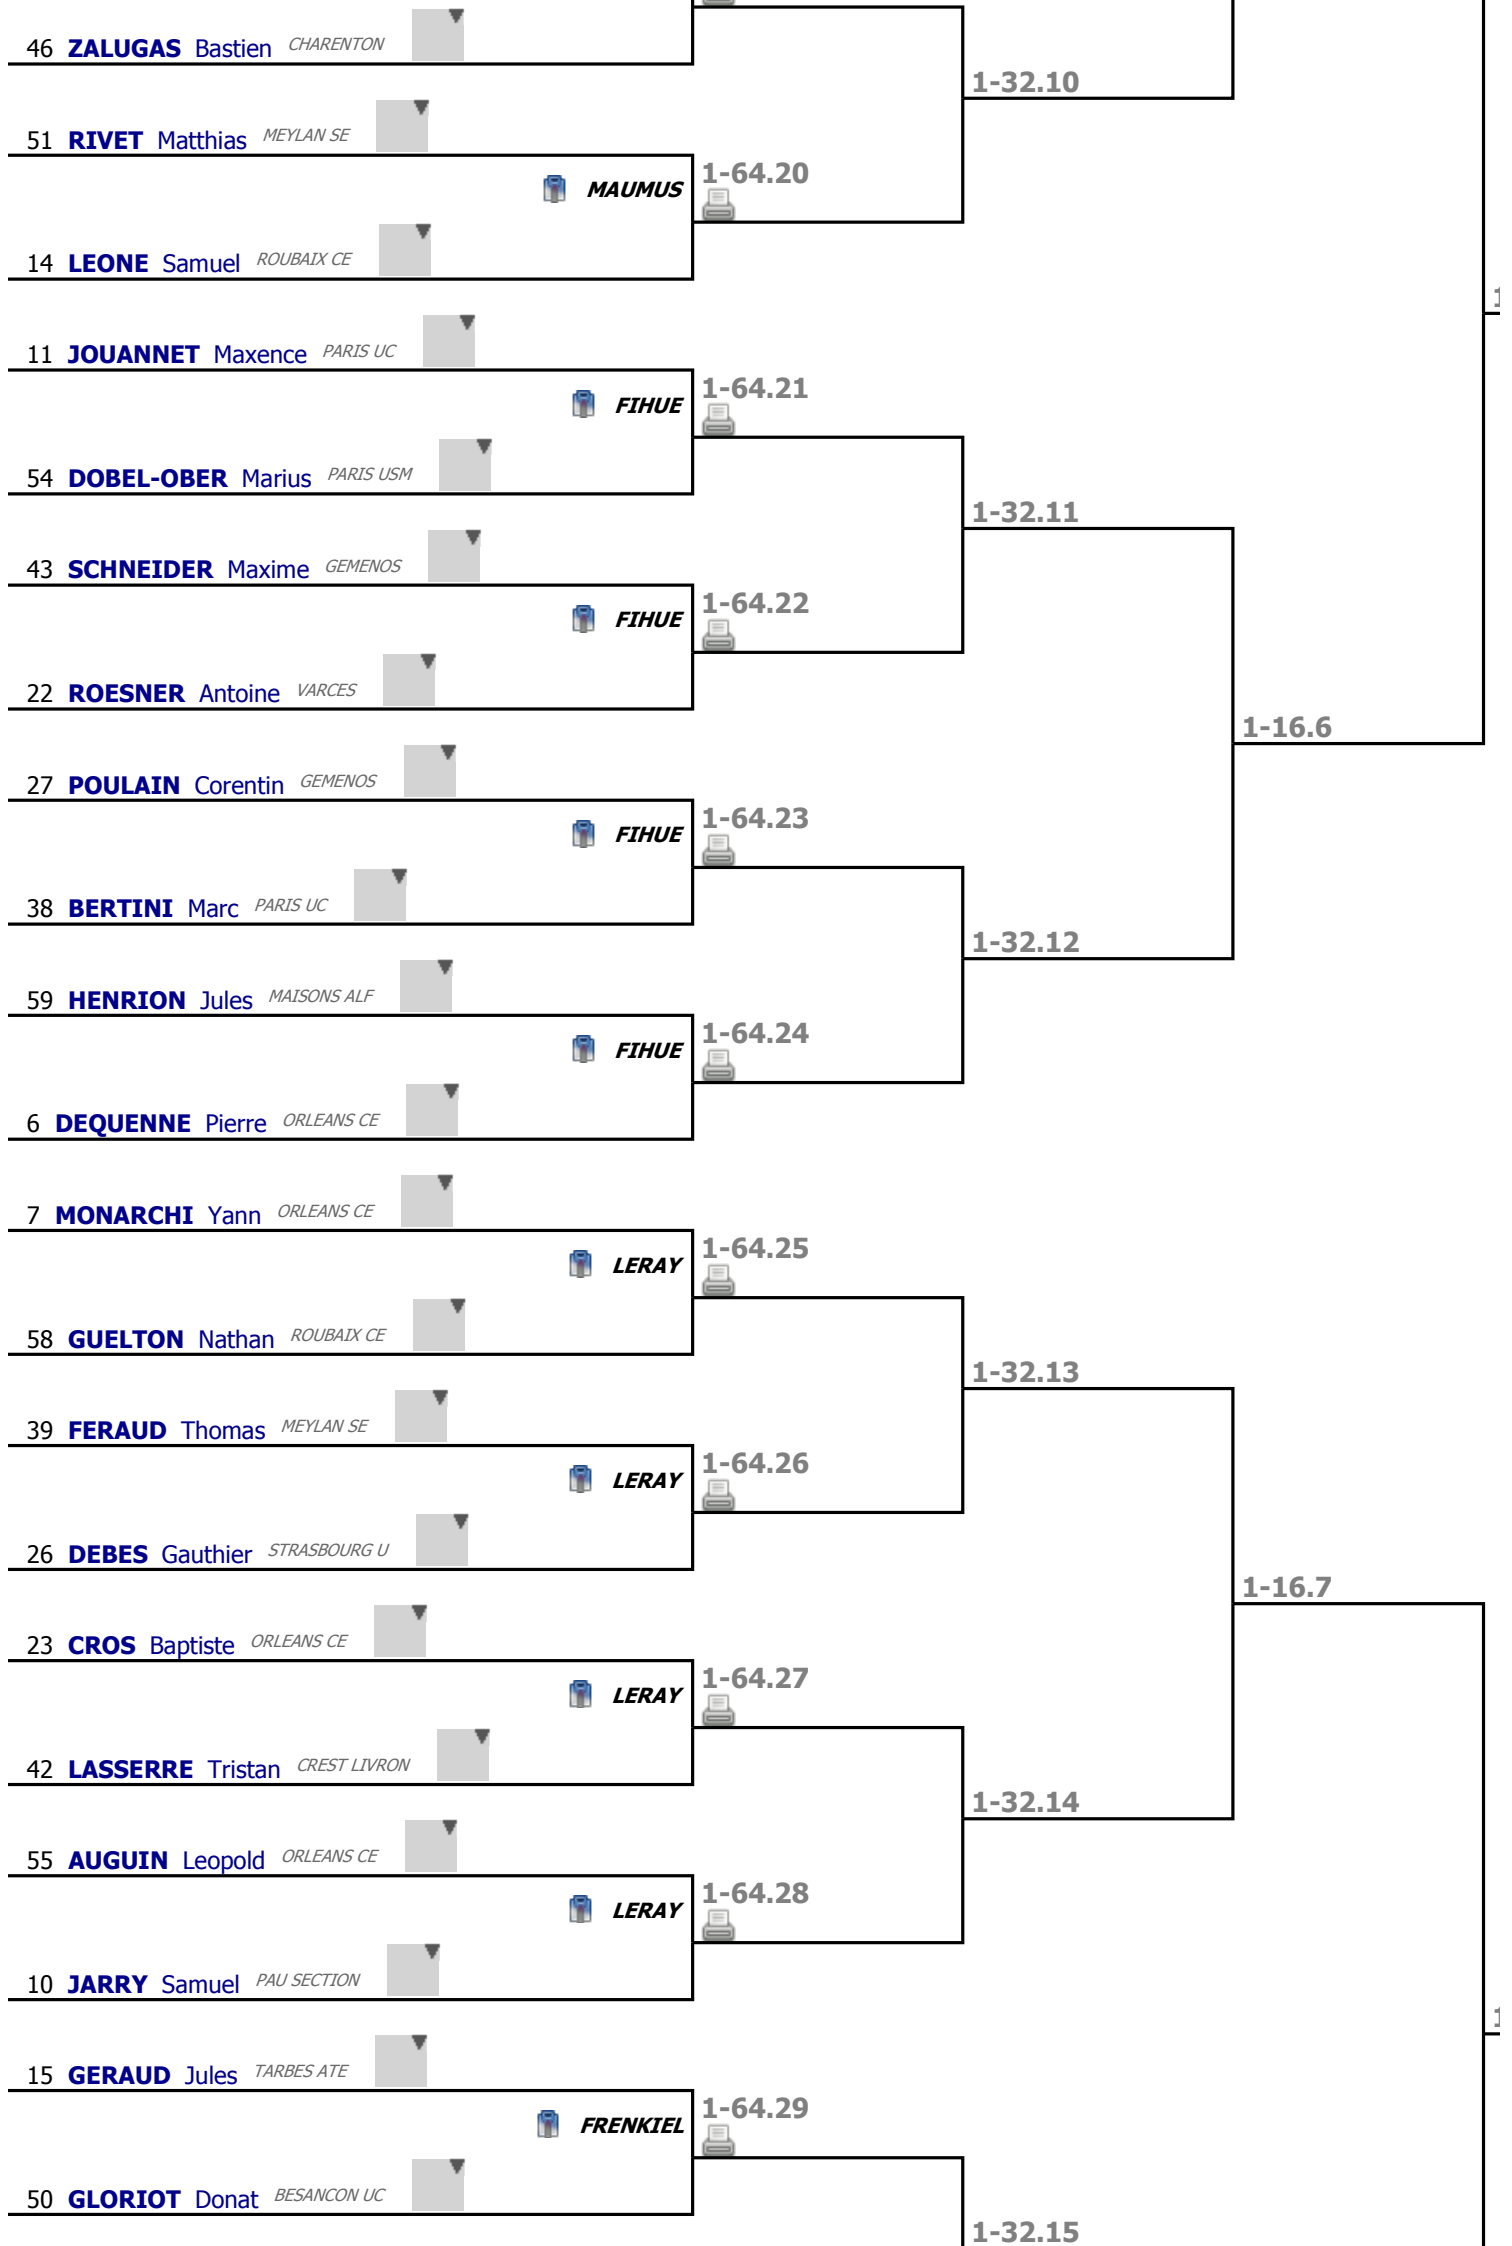 46 ZALUGAS Bastien CHARENTON
1-32.10
51 RIVET Matthias MEYLAN SE
1-64.20
MAUMUS
14 LEONE Samuel ROUBAIX CE
11 JOUANNET Maxence PARIS UC
1-64.21
FIHUE
54 DOBEL-OBER Marius PARIS USM
1-32.11
43 SCHNEIDER Maxime GEMENOS
1-64.22
FIHUE
22 ROESNER Antoine VARCES
1-16.6
27 POULAIN Corentin GEMENOS
1-64.23
FIHUE
38 BERTINI Marc PARIS UC
1-32.12
59 HENRION Jules MAISONS ALF
1-64.24
FIHUE
6 DEQUENNE Pierre ORLEANS CE
7 MONARCHI Yann ORLEANS CE
1-64.25
LERAY
58 GUELTON Nathan ROUBAIX CE
1-32.13
39 FERAUD Thomas MEYLAN SE
1-64.26
LERAY
26 DEBES Gauthier STRASBOURG U
1-16.7
23 CROS Baptiste ORLEANS CE
1-64.27
LERAY
42 LASSERRE Tristan CREST LIVRON
1-32.14
55 AUGUIN Leopold ORLEANS CE
1-64.28
LERAY
10 JARRY Samuel PAU SECTION
15 GERAUD Jules TARBES ATE
1-64.29
FRENKIEL
50 GLORIOT Donat BESANCON UC
1-32.15